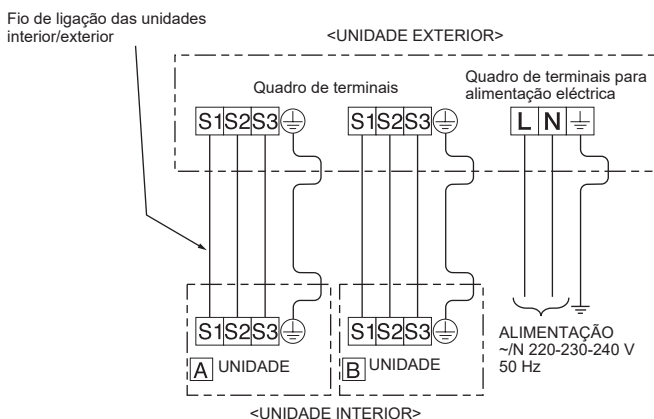 Fio de ligação das unidades
interior/exterior
<UNIDADE EXTERIOR>
Quadro de terminais
Quadro de terminais para
alimentação eléctrica
S1 S2 S3
S1 S2 S3
L N
S1 S2 S3
S1 S2 S3
A UNIDADE
B UNIDADE
ALIMENTAÇÃO
~/N 220-230-240 V
50 Hz
<UNIDADE INTERIOR>